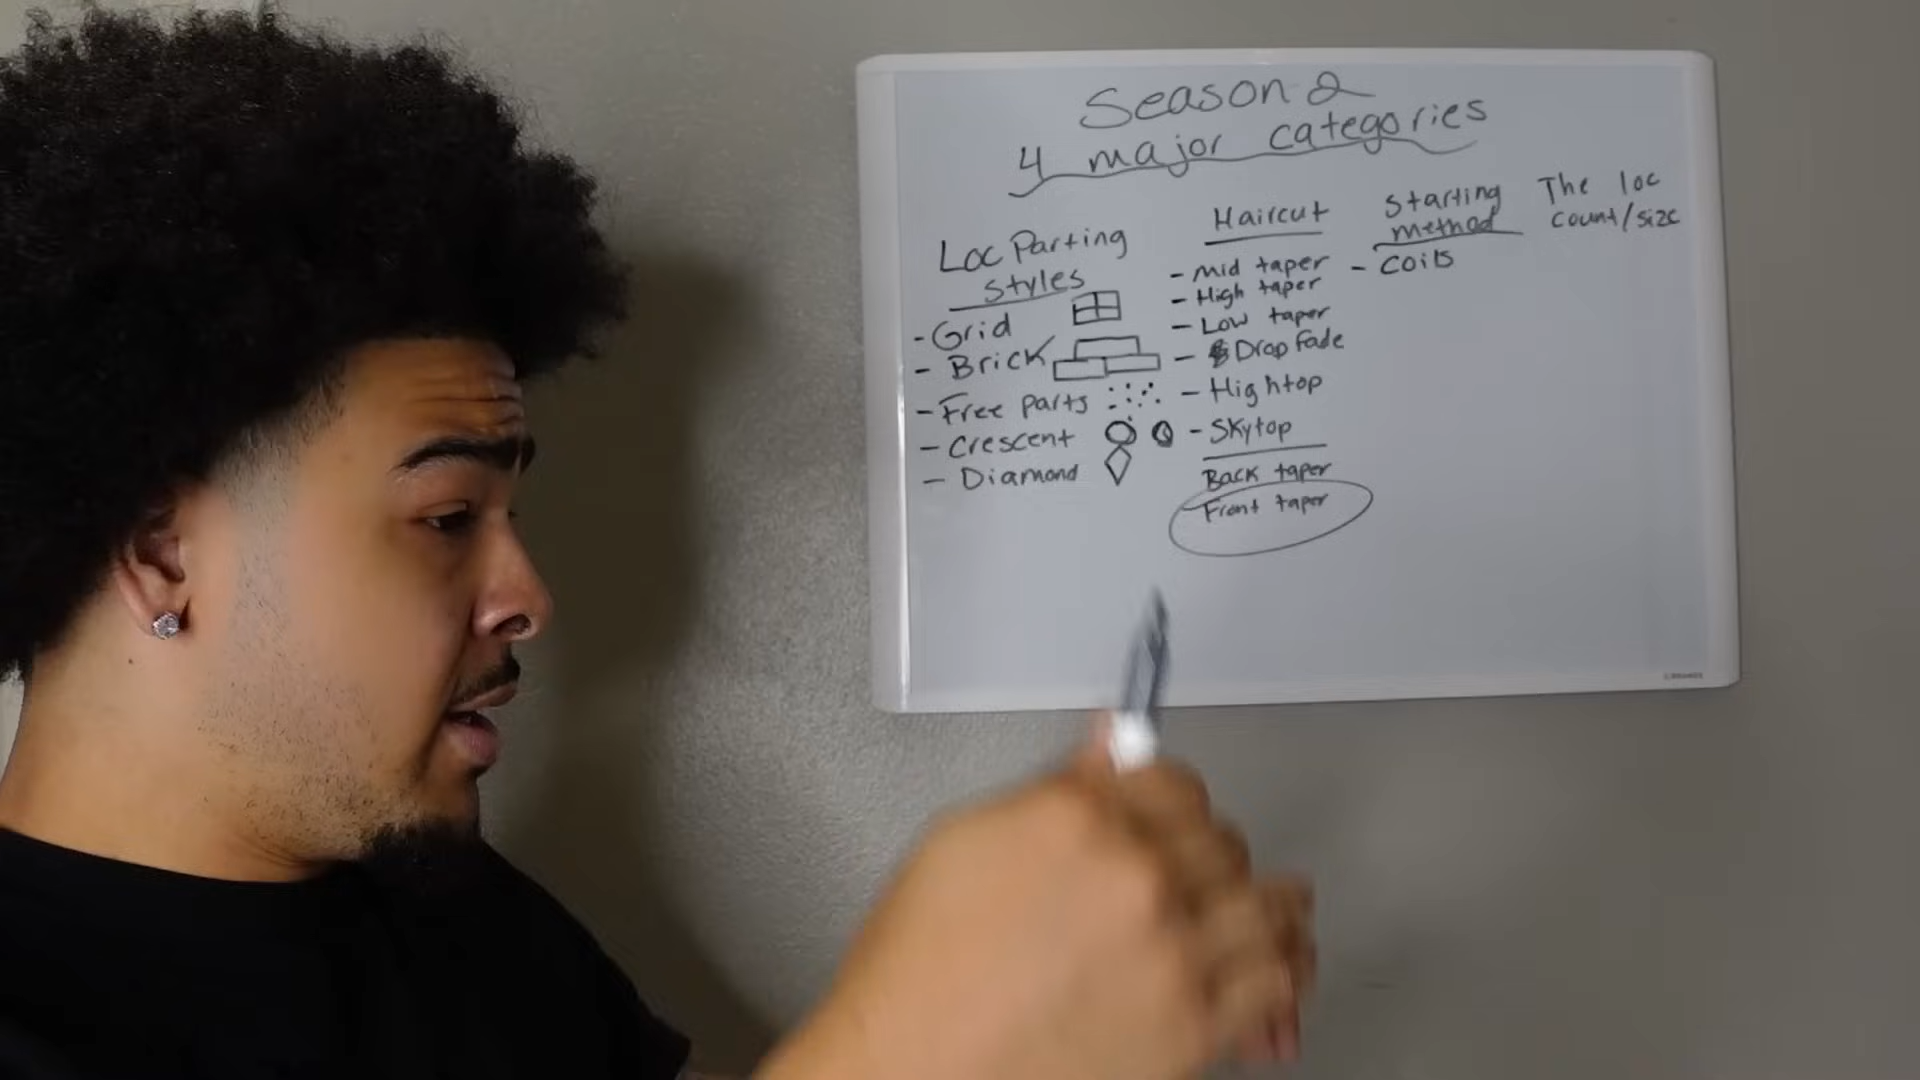 Season 2
4 major categories
Loc Parting
Styles
- Grid
- Brick
- Free parts
- Crescent
- Diamond
Haircut
- Mid taper
- High taper
- Low taper
- Drop fade
- Hightop
- Skytop
Back taper
Front taper
Starting
method
- Coils
The loc
count/size